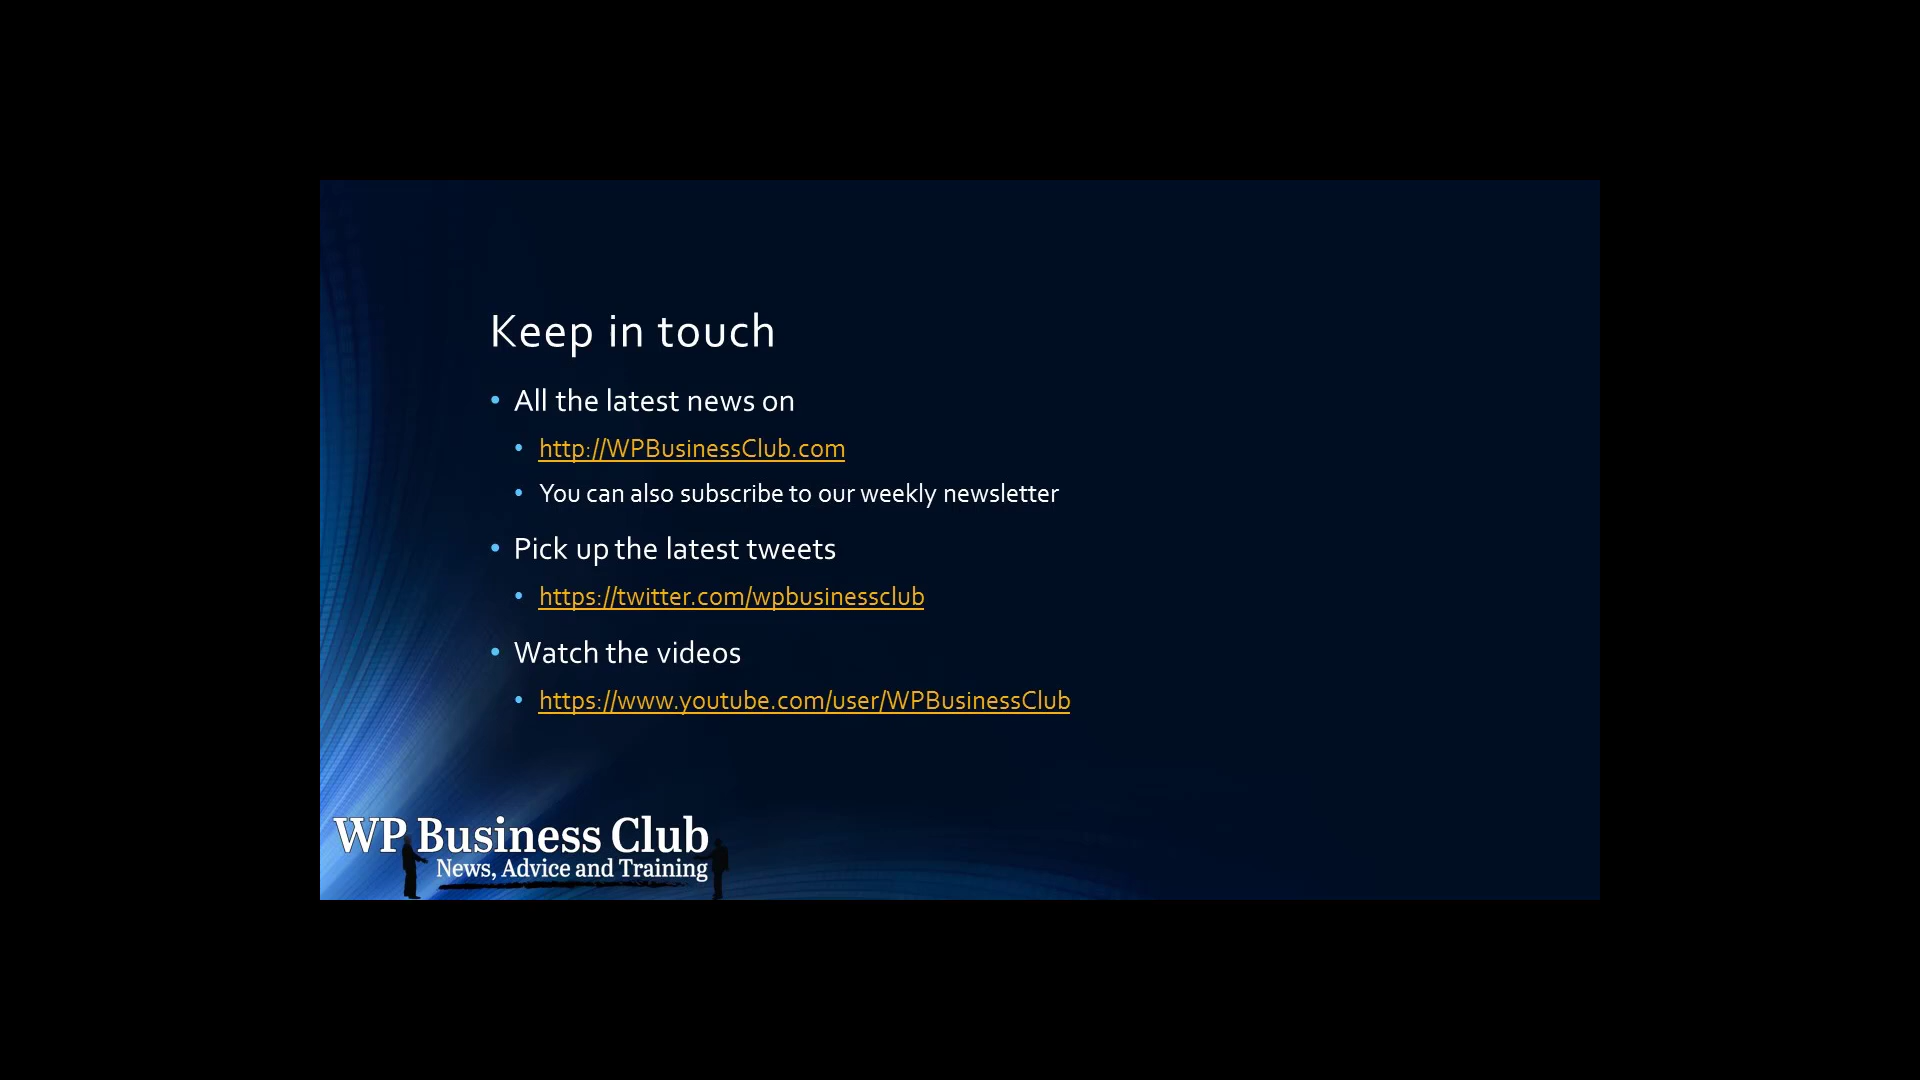 Keep in touch
• All the latest news on
• http://WPBusinessClub.com
• You can also subscribe to our weekly newsletter
• Pick up the latest tweets
• https://twitter.com/wpbusinessclub
• Watch the videos
• https://www.youtube.com/user/WPBusinessClub
WP Business Club
News, Advice and Training